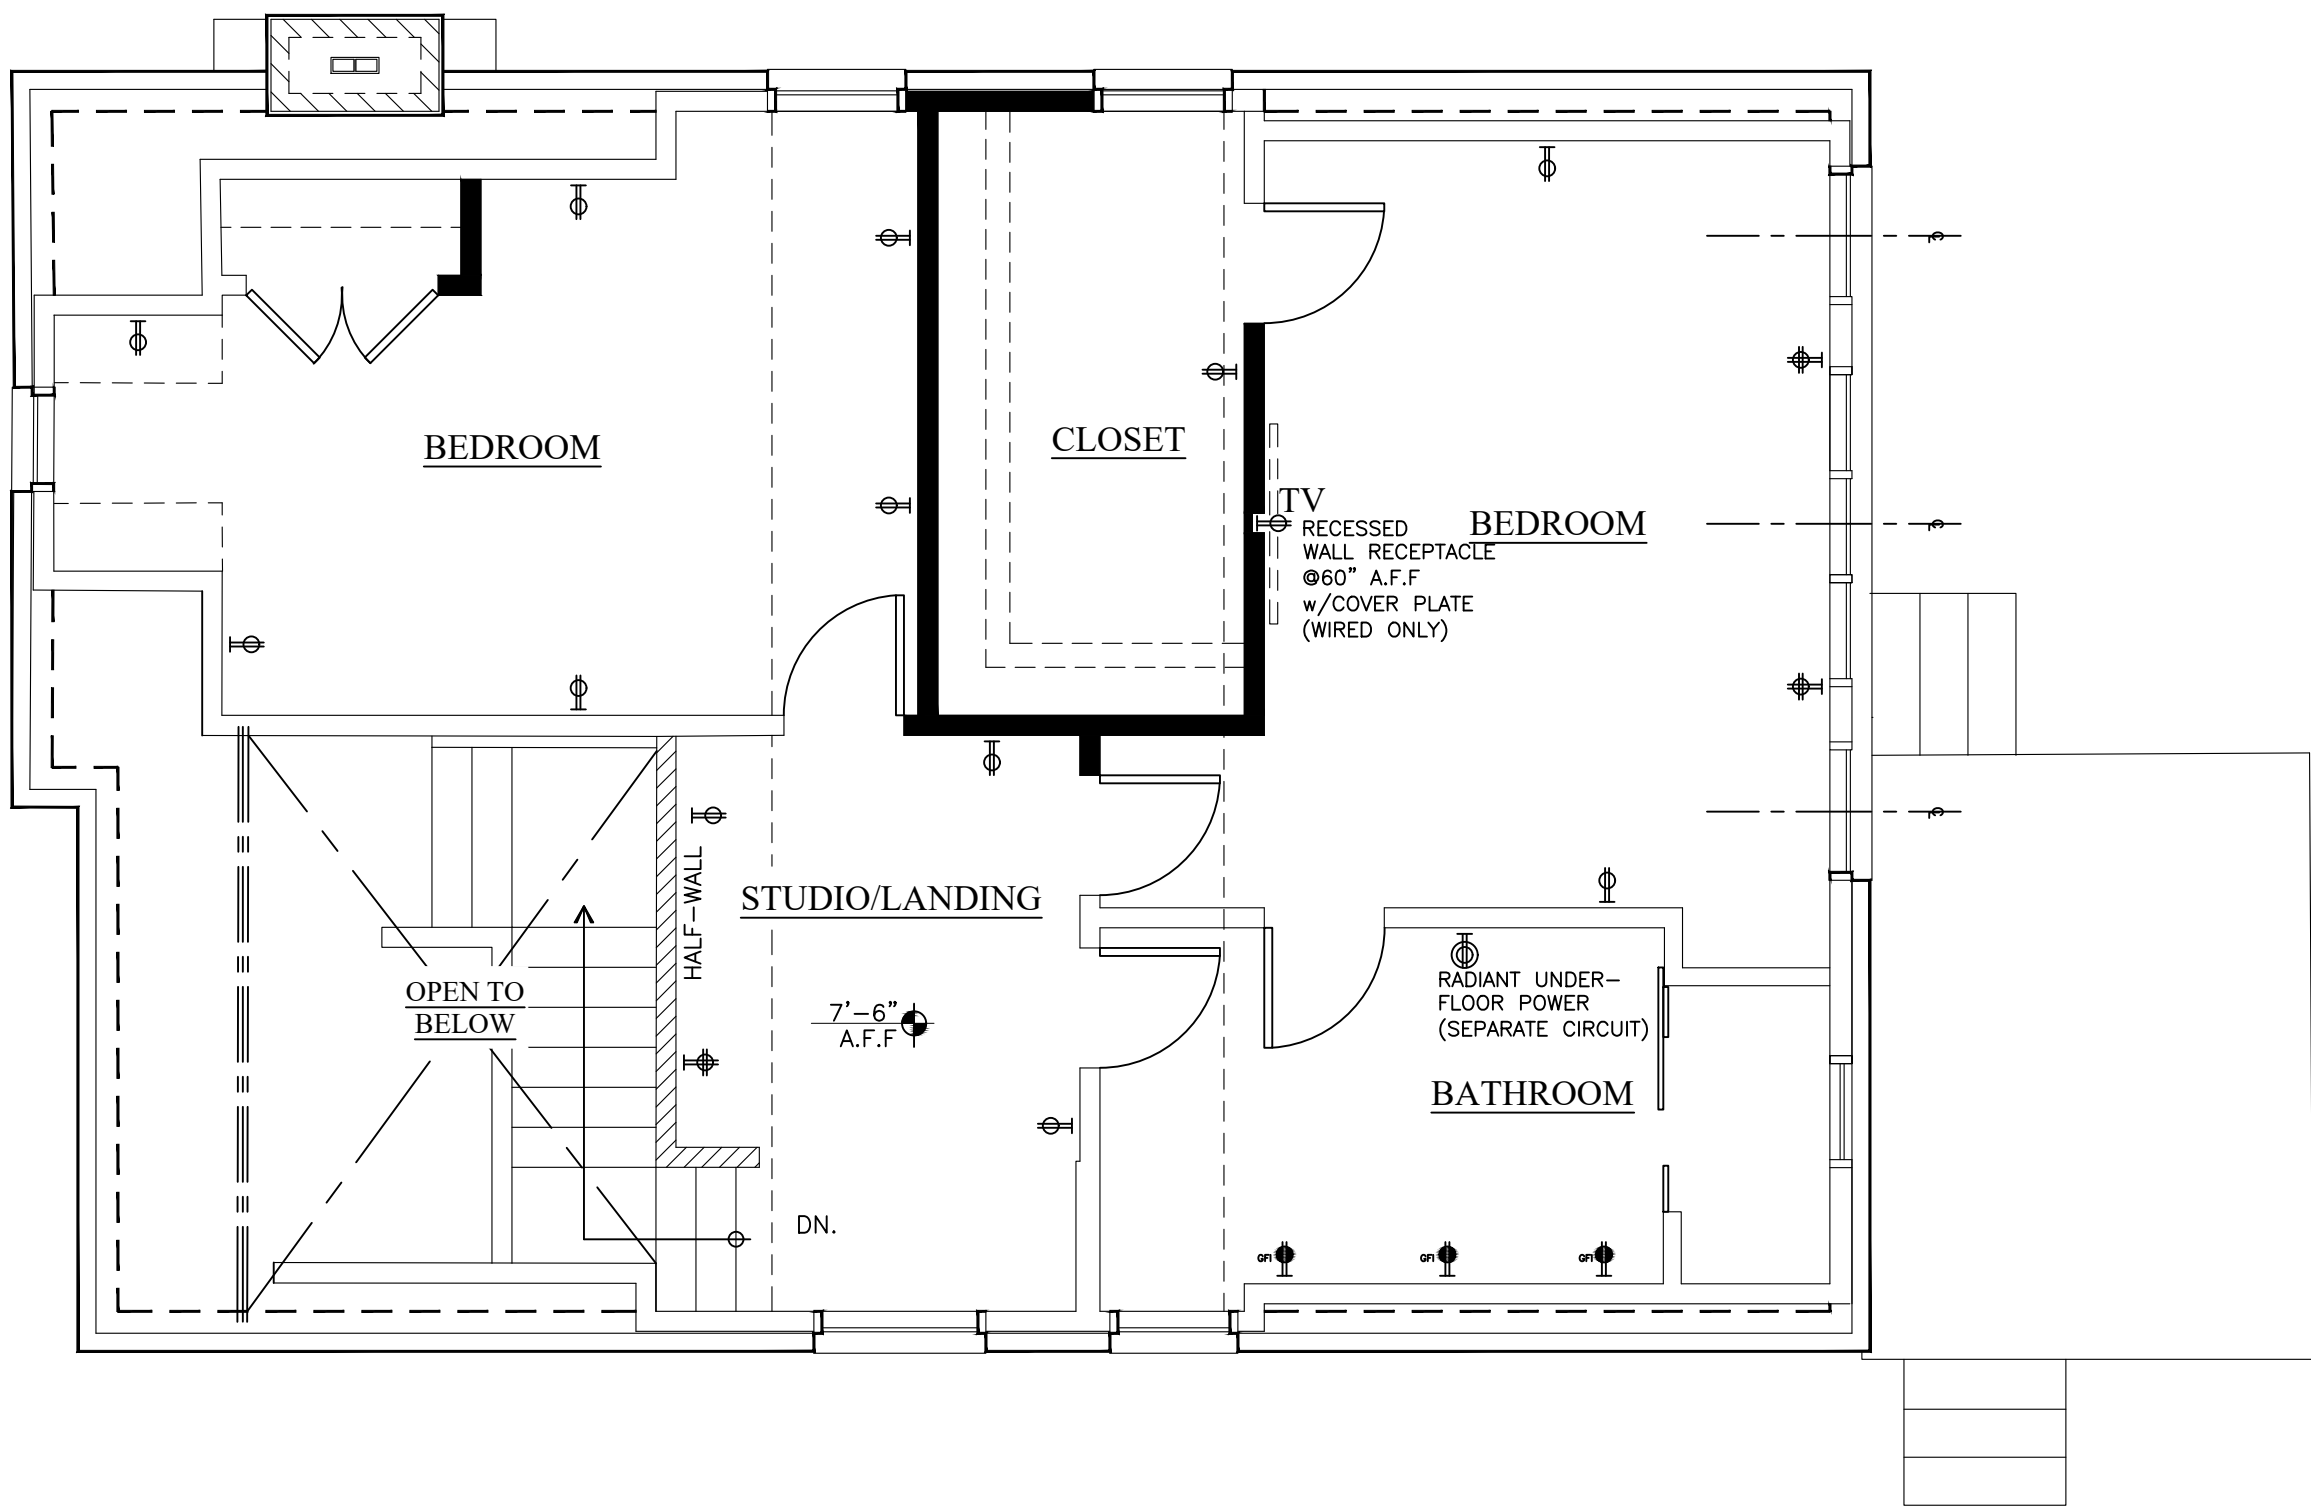 BEDROOM
CLOSET
TV
RECESSED
WALL RECEPTACLE
@60" A.F.F
w/COVER PLATE
(WIRED ONLY)
BEDROOM
HALF-WALL
STUDIO/LANDING
OPEN TO
BELOW
7'-6"
A.F.F
RADIANT UNDER-
FLOOR POWER
(SEPARATE CIRCUIT)
BATHROOM
DN.
GFI
GFI
GFI